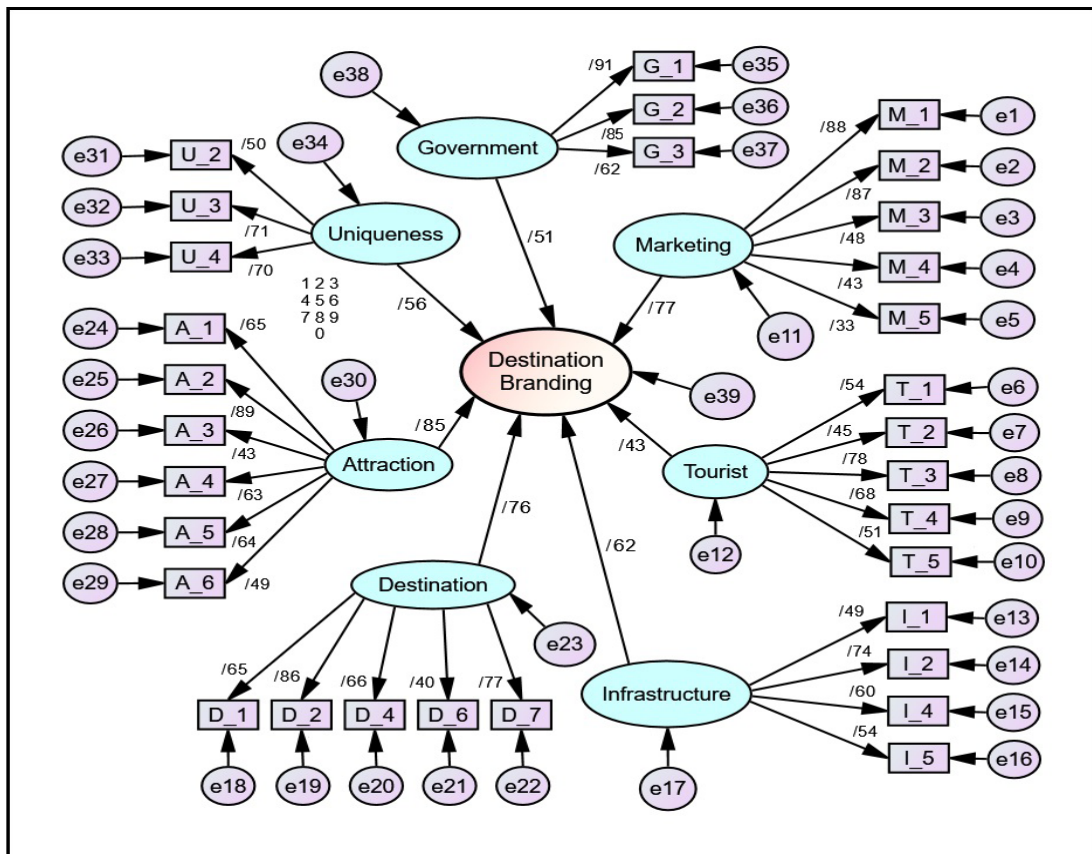 e38
/91
G_1
e35
G_2
e36
/85
G_3
e37
/62
Government
/51
e31
U_2
/50
e34
e32
U_3
/71
e33
U_4
/70
Uniqueness
/56
1 2 3
4 5 6
7 8 9
0
/88
M_1
e1
M_2
e2
/87
M_3
e3
/48
M_4
e4
/43
M_5
e5
/33
Marketing
/77
e11
Destination
Branding
e39
e24
A_1
/65
e25
A_2
/89
e26
A_3
/43
e27
A_4
/63
e28
A_5
/64
e29
A_6
/49
e30
Attraction
/85
/54
T_1
e6
/45
T_2
e7
/78
T_3
e8
/68
T_4
e9
/51
T_5
e10
Tourist
/43
e12
Destination
/76
e23
/65
/86
/66
/40
/77
D_1
D_2
D_4
D_6
D_7
e18
e19
e20
e21
e22
/62
Infrastructure
e17
/49
I_1
e13
/74
I_2
e14
/60
I_4
e15
/54
I_5
e16